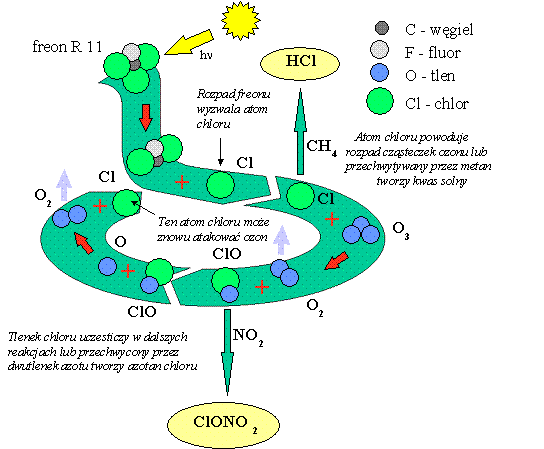 freon R 11
hν
C - węgiel
F - fluor
O - tlen
Cl - chlor
HCl
Rozpad freonu
wyzwala atom
chloru
CH4
Atom chloru powoduje
rozpad cząsteczek ozonu lub
przechwytywany przez metan
tworzy kwas solny
Cl
Cl
Cl
O2
Ten atom chloru może
znowu atakować ozon
O3
O
ClO
ClO
O2
NO2
Tlenek chloru uczesticzy w dalszych
reakcjach lub przechwycony przez
dwutlenek azotu tworzy azotan chloru
ClONO2